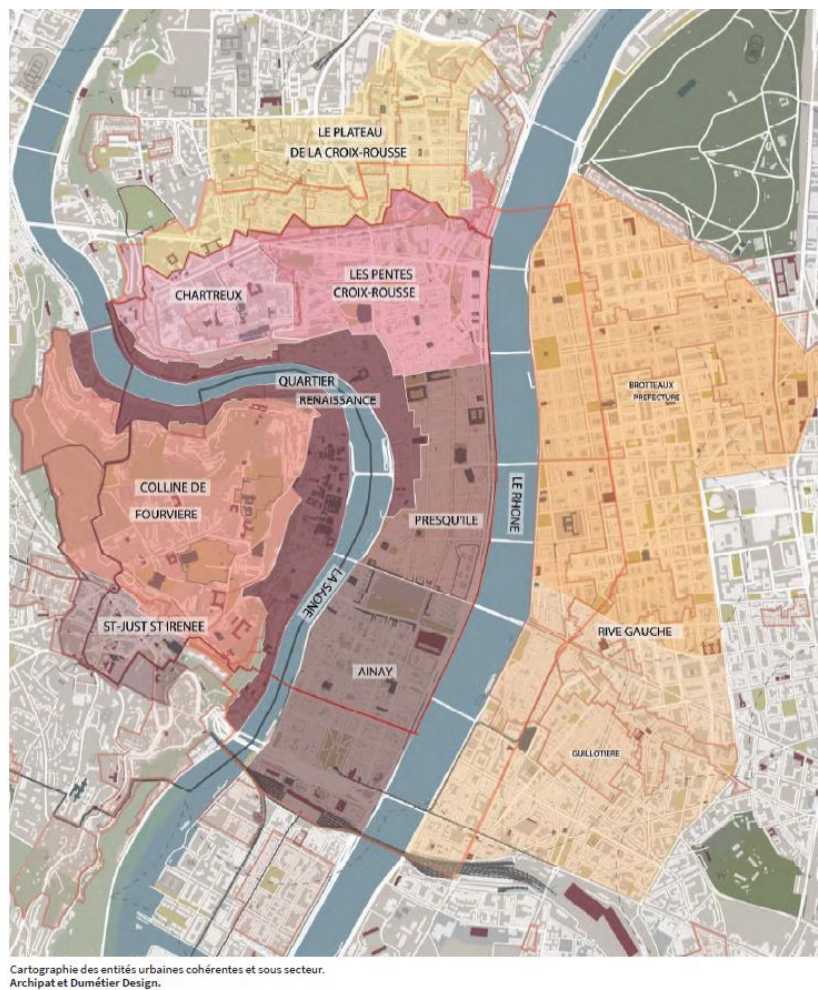 LE PLATEAU
DE LA CROIX-ROUSSE
LES PENTES
CROIX-ROUSSE
CHARTREUX
QUARTIER
RENAISSANCE
BROTTEAUX
PREFECTURE
COLLINE DE
FOURVIERE
PRESQU'ILE
LE RHONE
LA SAONE
ST-JUST ST IRENEE
RIVE GAUCHE
AINAY
GUILLOTIERE
Cartographie des entités urbaines cohérentes et sous secteur.
Archipat et Dumétier Design.